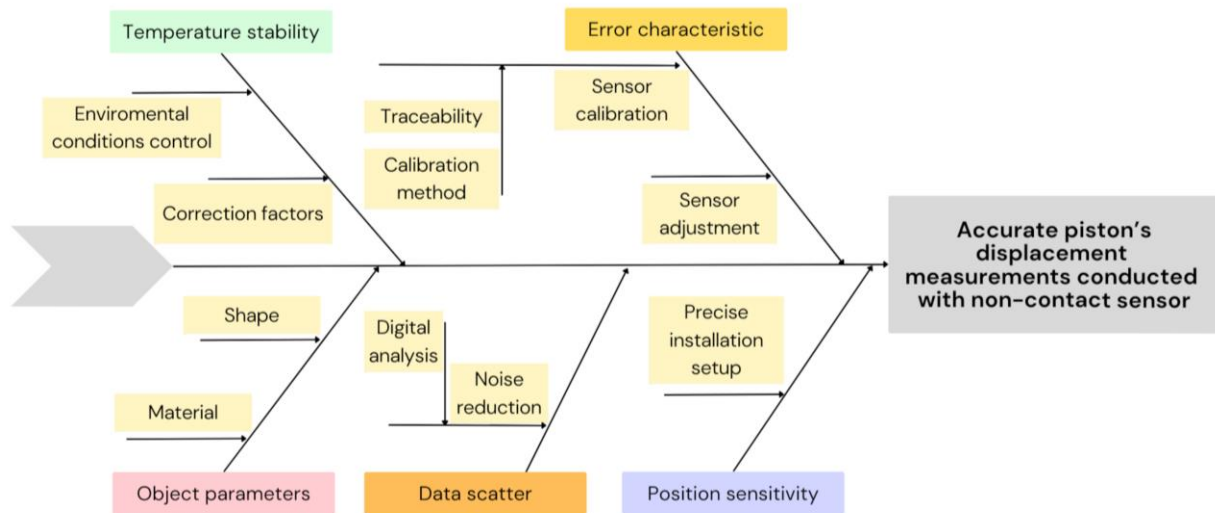 Temperature stability
Error characteristic
Enviromental
conditions control
Correction factors
Traceability
Calibration
method
Sensor
calibration
Sensor
adjustment
Accurate piston's
displacement
measurements conducted
with non-contact sensor
Shape
Material
Digital
analysis
Noise
reduction
Precise
installation
setup
Object parameters
Data scatter
Position sensitivity